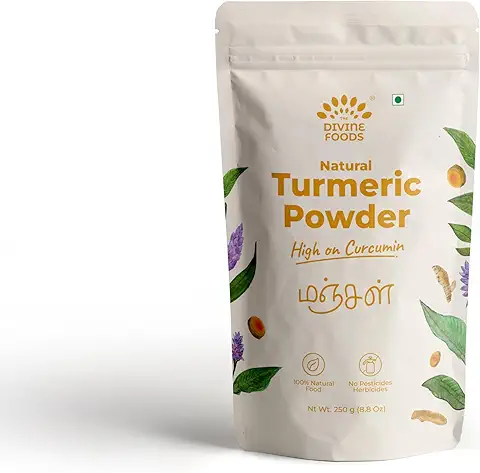 THE
DIVINE
FOODS
Natural
Turmeric
Powder
High on Curcumin
மஞ்சள்
100% Natural
Food
No Pesticides
Herbicides
Nt Wt. 250 g (8.8 Oz)